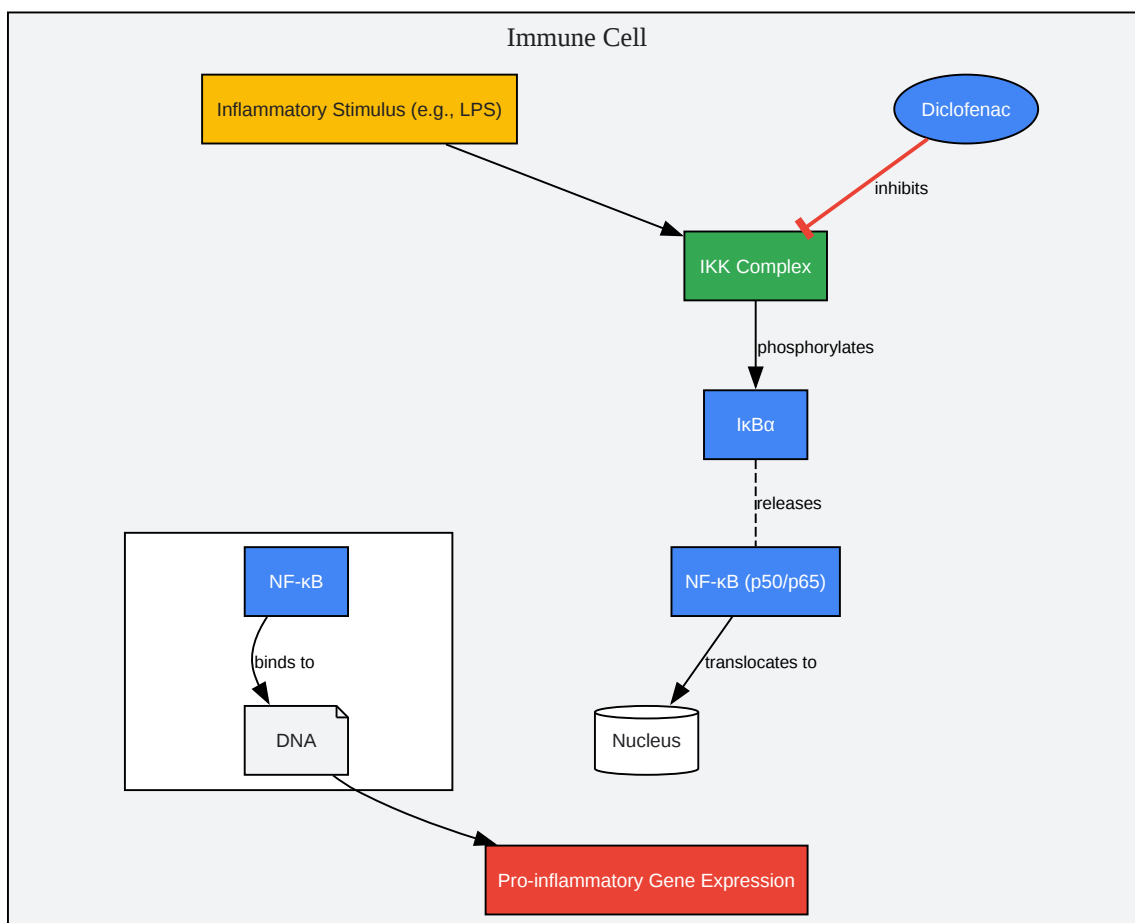 Immune Cell
Inflammatory Stimulus (e.g., LPS)
Diclofenac
inhibits
IKK Complex
phosphorylates
IκBα
releases
NF-κB
NF-κB (p50/p65)
binds to
translocates to
DNA
Nucleus
Pro-inflammatory Gene Expression